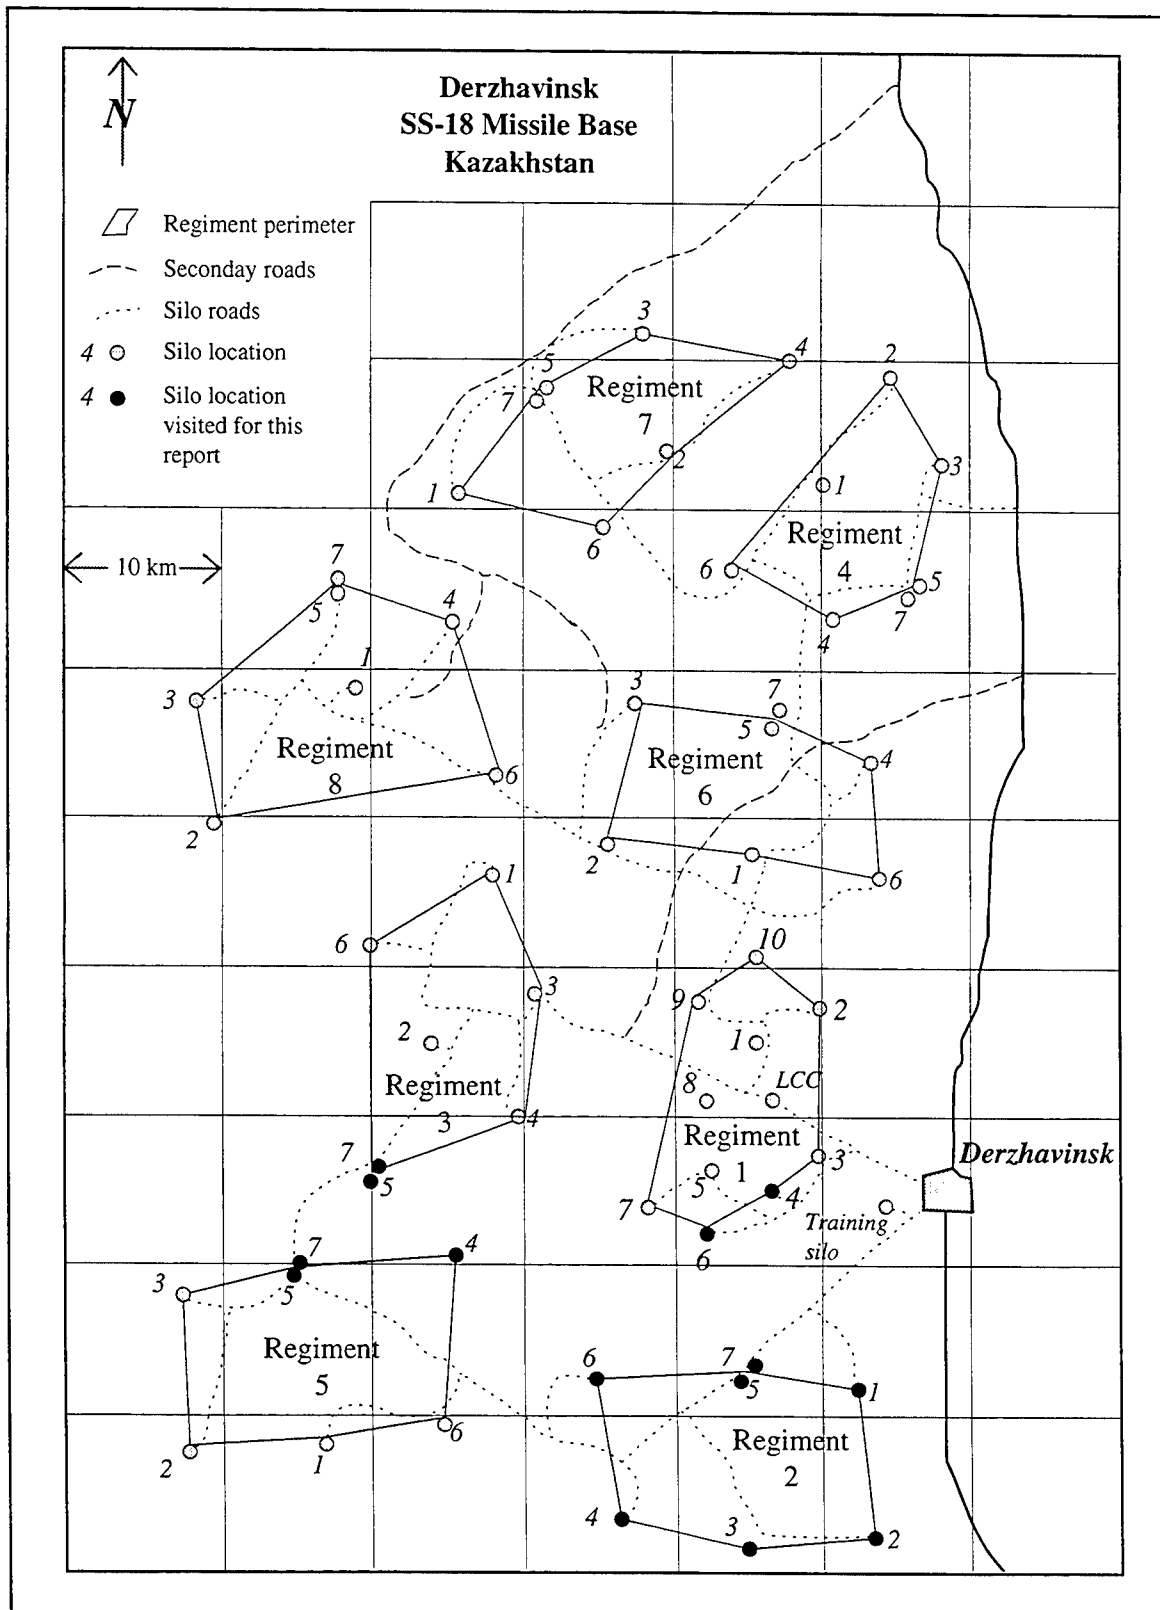 Derzhavinsk
SS-18 Missile Base
Kazakhstan
N
Regiment perimeter
Seconday roads
Silo roads
4 Silo location
4 Silo location
visited for this
report
10 km
3
4
5
7
Regiment
7
2
1
6
2
3
1
Regiment
4
6
5
7
4
7
5
4
1
3
Regiment
8
6
2
3
7
5
4
Regiment
6
2
1
6
1
6
3
2
Regiment
3
4
7
5
10
9
2
1
8
LCC
Regiment
1
3
5
4
7
6
Derzhavinsk
Training
silo
7
4
3
5
Regiment
5
6
2
1
6
7
5
1
Regiment
2
4
3
2